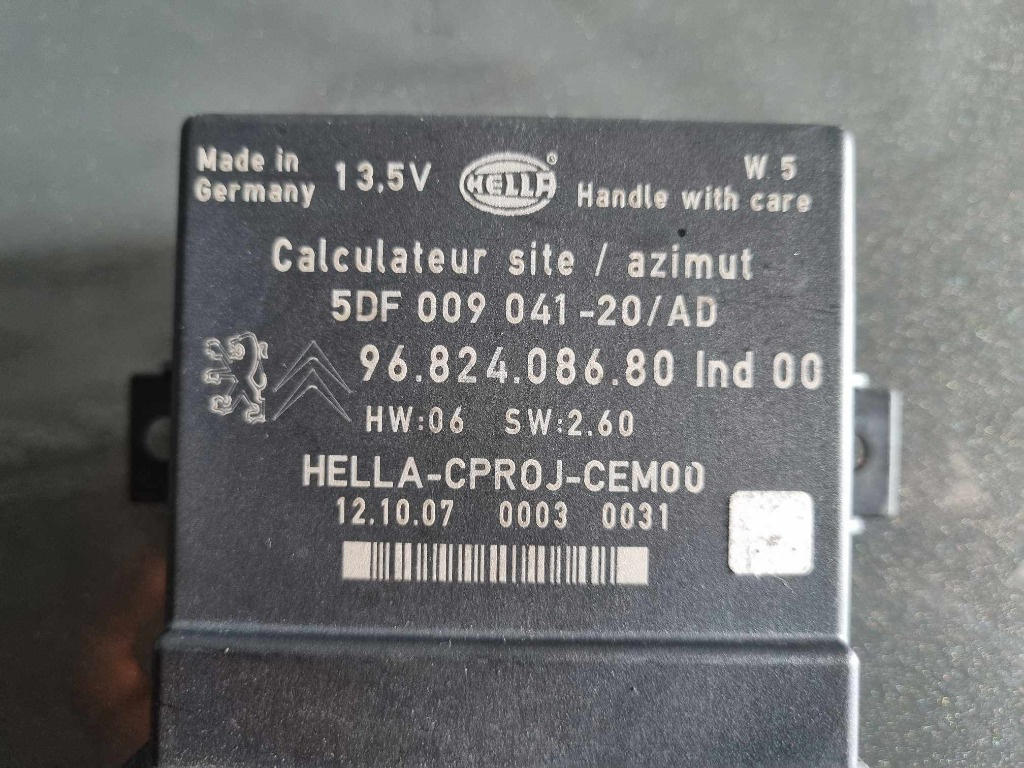 Made in
Germany
13,5V
HELLA®
W 5
Handle with care
Calculateur site / azimut
5DF 009 041-20/AD
96.824.086.80 Ind 00
HW:06 SW:2.60
HELLA-CPROJ-CEM00
12.10.07 0003 0031